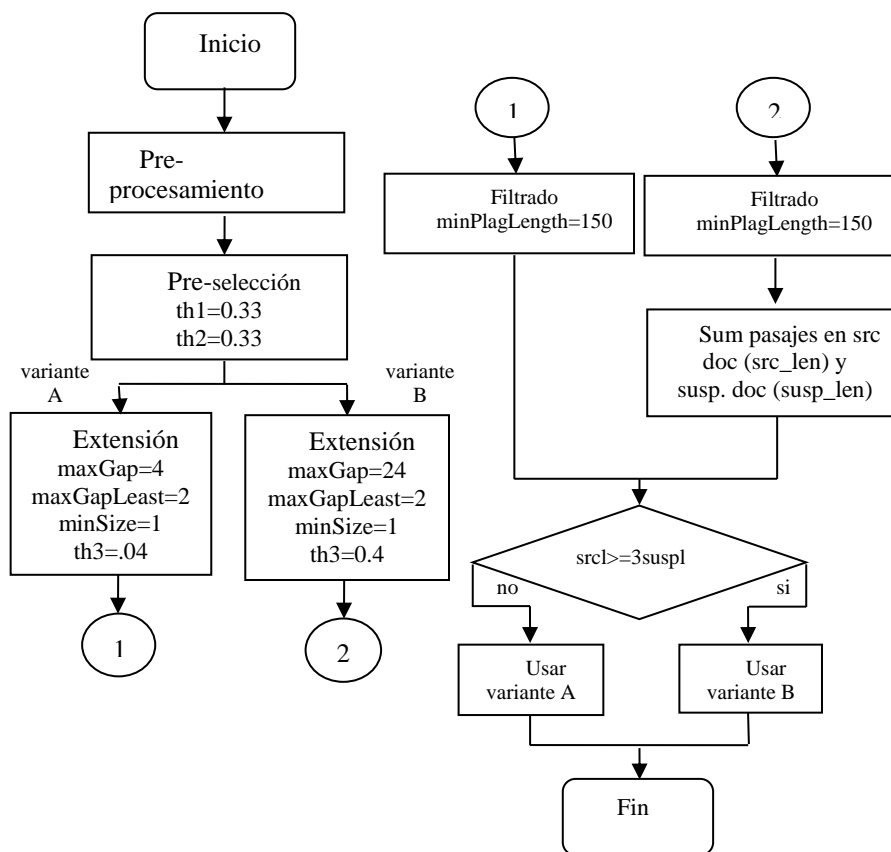 Inicio
Pre-
procesamiento
Pre-selección
th1=0.33
th2=0.33
variante
A
variante
B
Extensión
maxGap=4
maxGapLeast=2
minSize=1
th3=.04
Extensión
maxGap=24
maxGapLeast=2
minSize=1
th3=0.4
1
2
1
2
Filtrado
minPlagLength=150
Filtrado
minPlagLength=150
Sum pasajes en src
doc (src_len) y
susp. doc (susp_len)
srcl>=3suspl
no
si
Usar
variante A
Usar
variante B
Fin